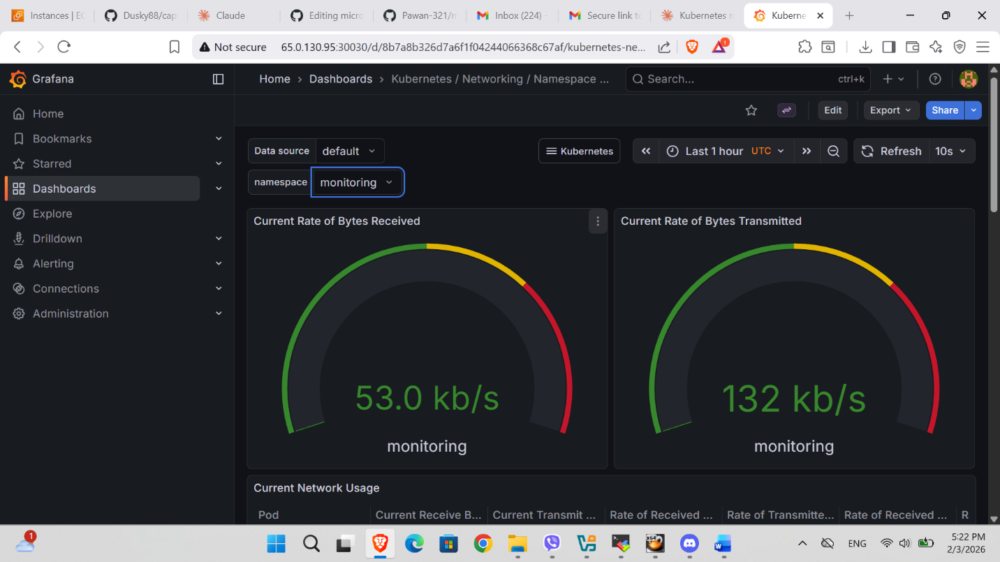 Instances | EC
Dusky88/cap
Claude
Editing micro
Pawan-321/n
Inbox (224) -
Secure link to
Kubernetes m
Kuberne
Not secure
65.0.130.95:30030/d/8b7a8b326d7a6f1f04244066368c67af/kubernetes-ne...
1
Grafana
Home
Dashboards
Kubernetes / Networking / Namespace ...
Search...
ctrl+k
Edit
Export
Share
Home
Bookmarks
Starred
Dashboards
Explore
Drilldown
Alerting
Connections
Administration
Data source
default
Kubernetes
Last 1 hour UTC
Refresh
10s
namespace
monitoring
Current Rate of Bytes Received
53.0 kb/s
monitoring
Current Rate of Bytes Transmitted
132 kb/s
monitoring
Current Network Usage
Pod
Current Receive B...
Current Transmit ...
Rate of Received ...
Rate of Transmitte...
Rate of Received ...
R
1
X64
W
ENG
5:22 PM
2/3/2026